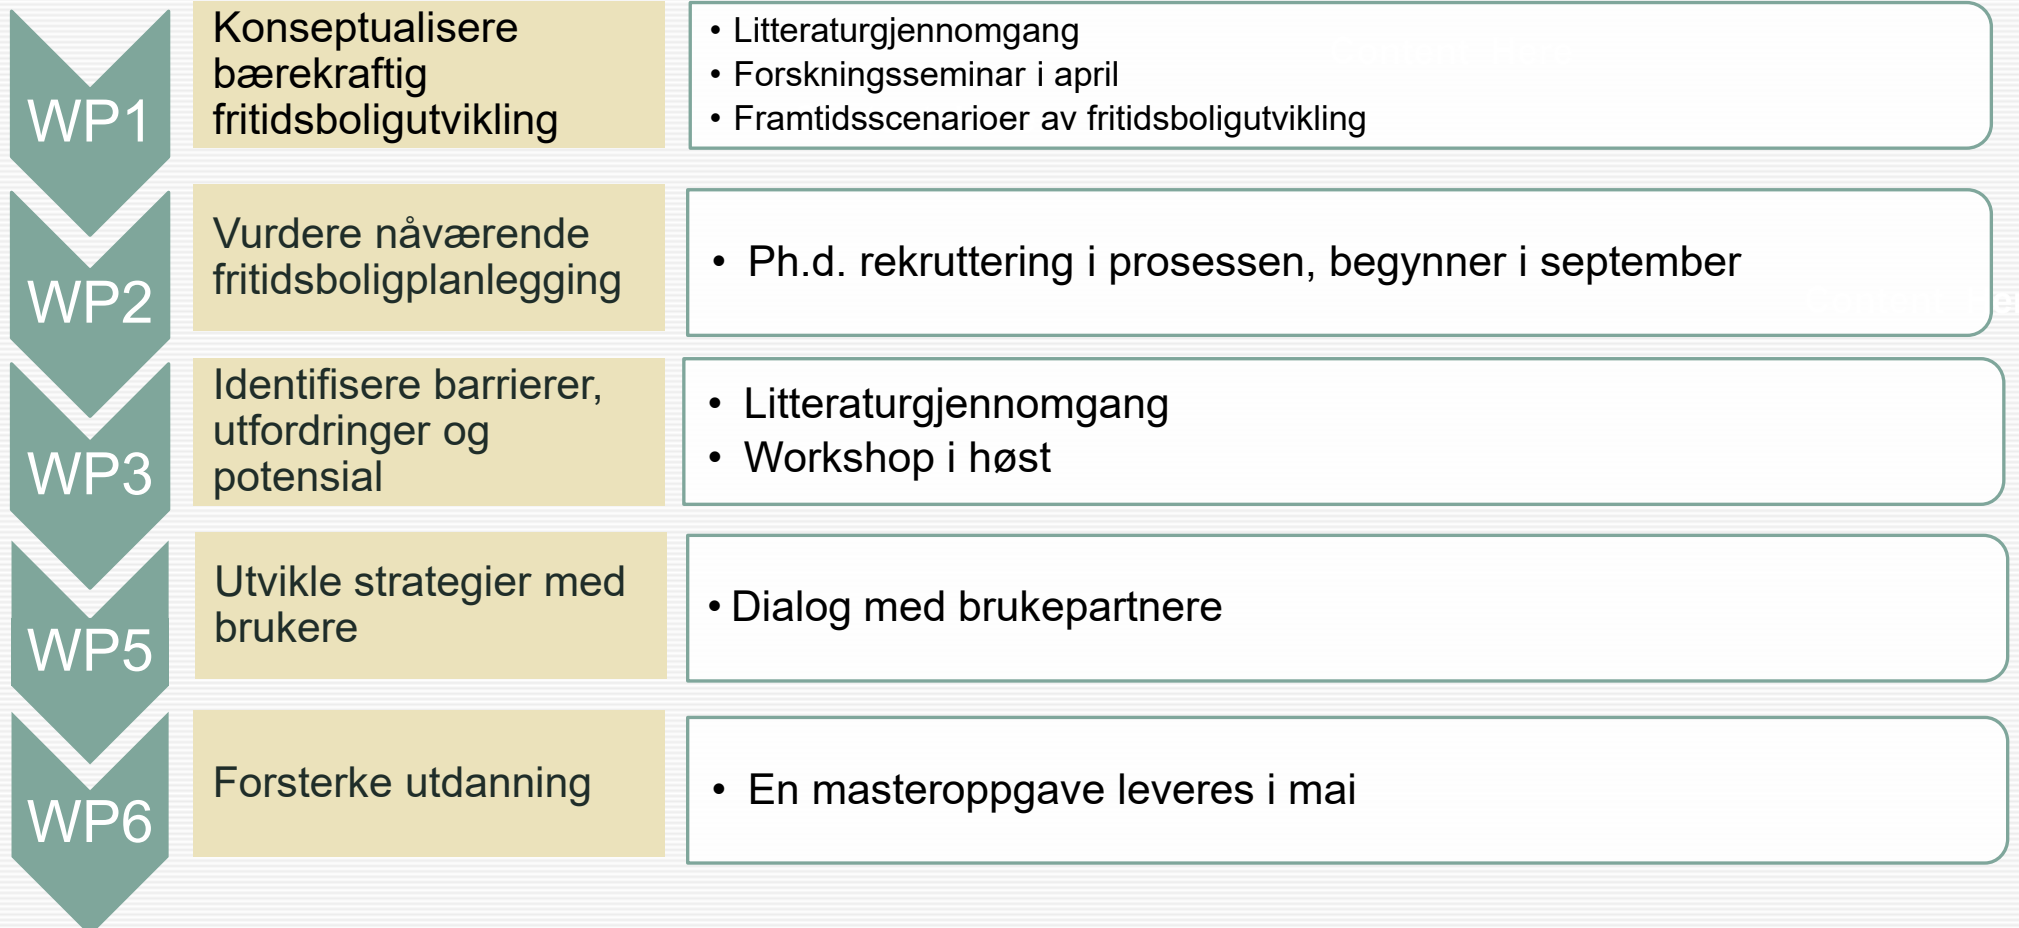 WP1
Konseptualisere
bærekraftig
fritidsboligutvikling
• Litteraturgjennomgang
• Forskningsseminar i april
• Framtidsscenarioer av fritidsboligutvikling
WP2
Vurdere nåværende
fritidsboligplanlegging
• Ph.d. rekruttering i prosessen, begynner i september
WP3
Identifisere barrierer,
utfordringer og
potensial
• Litteraturgjennomgang
• Workshop i høst
WP5
Utvikle strategier med
brukere
• Dialog med brukepartnere
WP6
Forsterke utdanning
• En masteroppgave leveres i mai